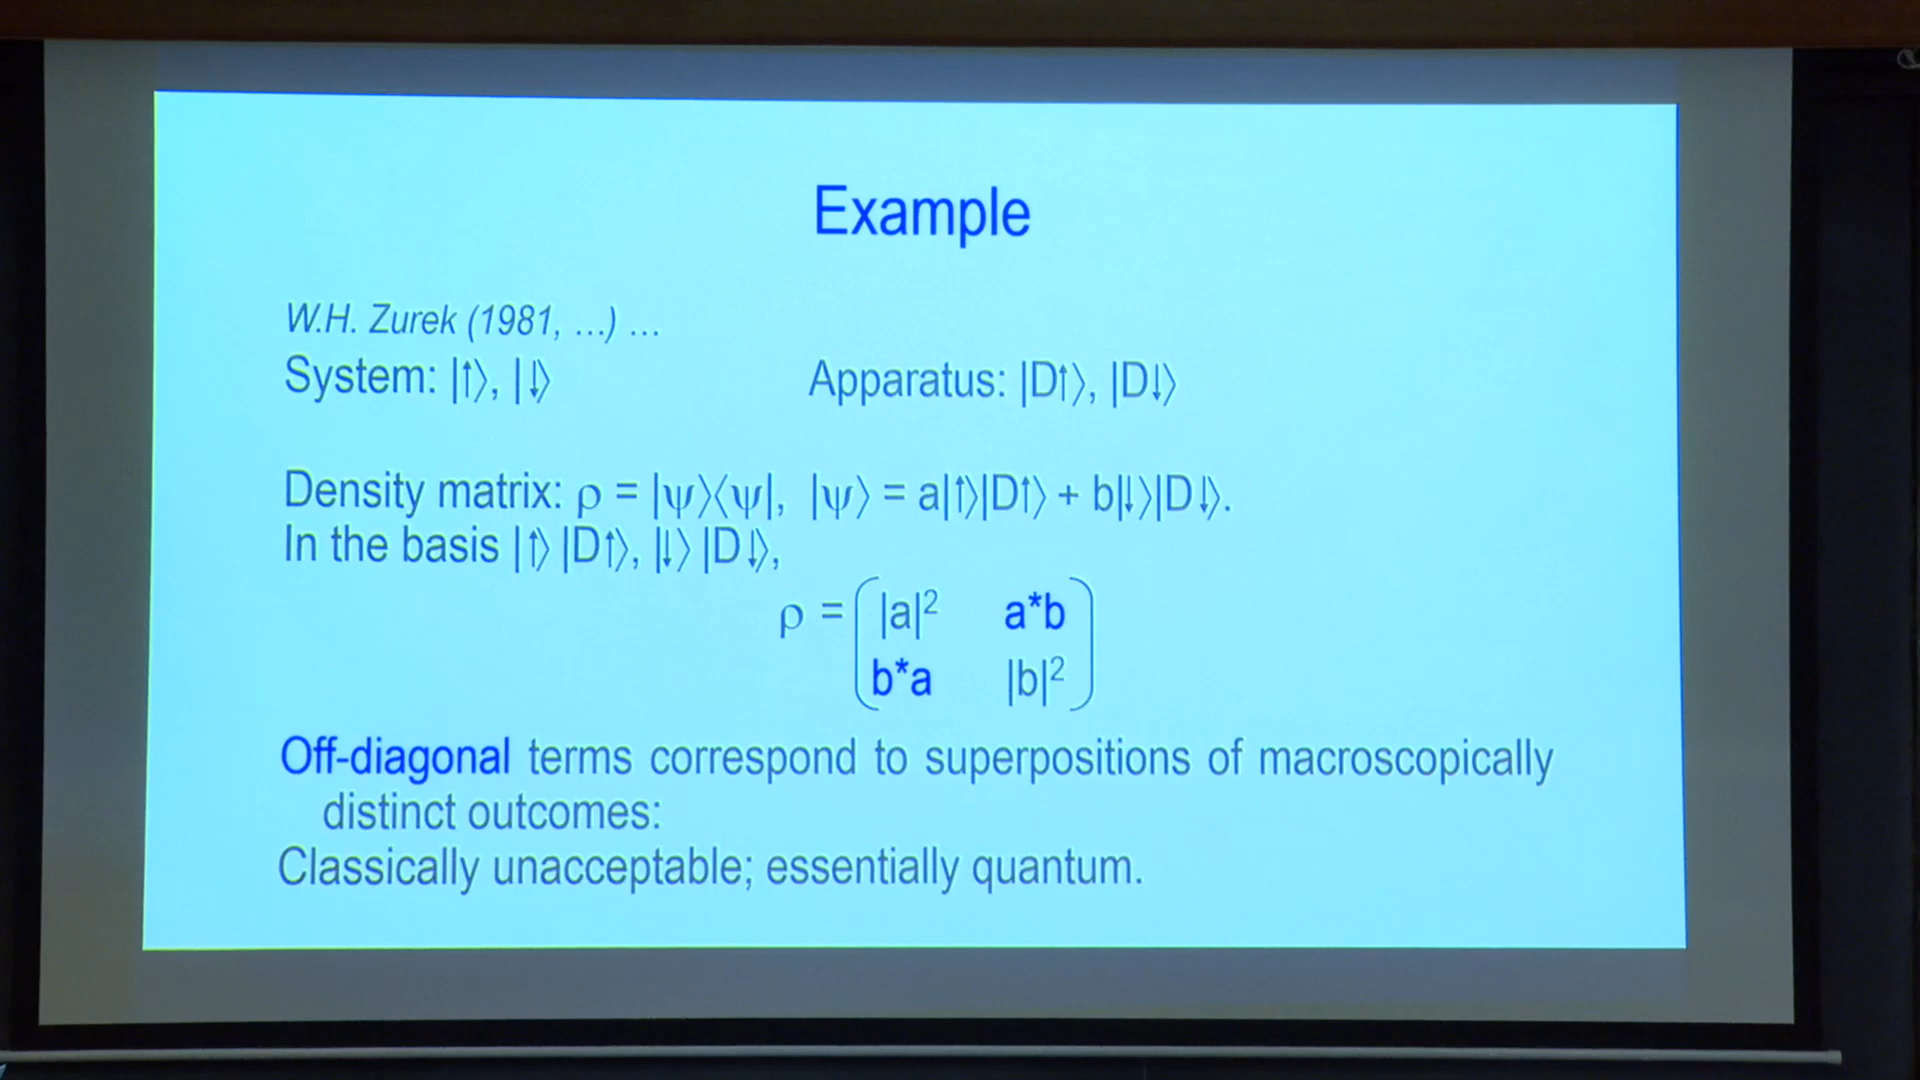 Example
W.H. Zurek (1981, ...) ...
System: |↑⟩, |↓⟩ Apparatus: |D↑⟩, |D↓⟩
Density matrix: ρ = |ψ⟩⟨ψ|, |ψ⟩ = a|↑⟩|D↑⟩ + b|↓⟩|D↓⟩.
In the basis |↑⟩ |D↑⟩, |↓⟩ |D↓⟩,
ρ = ( |a|² a*b
b*a |b|² )
Off-diagonal terms correspond to superpositions of macroscopically
distinct outcomes:
Classically unacceptable; essentially quantum.